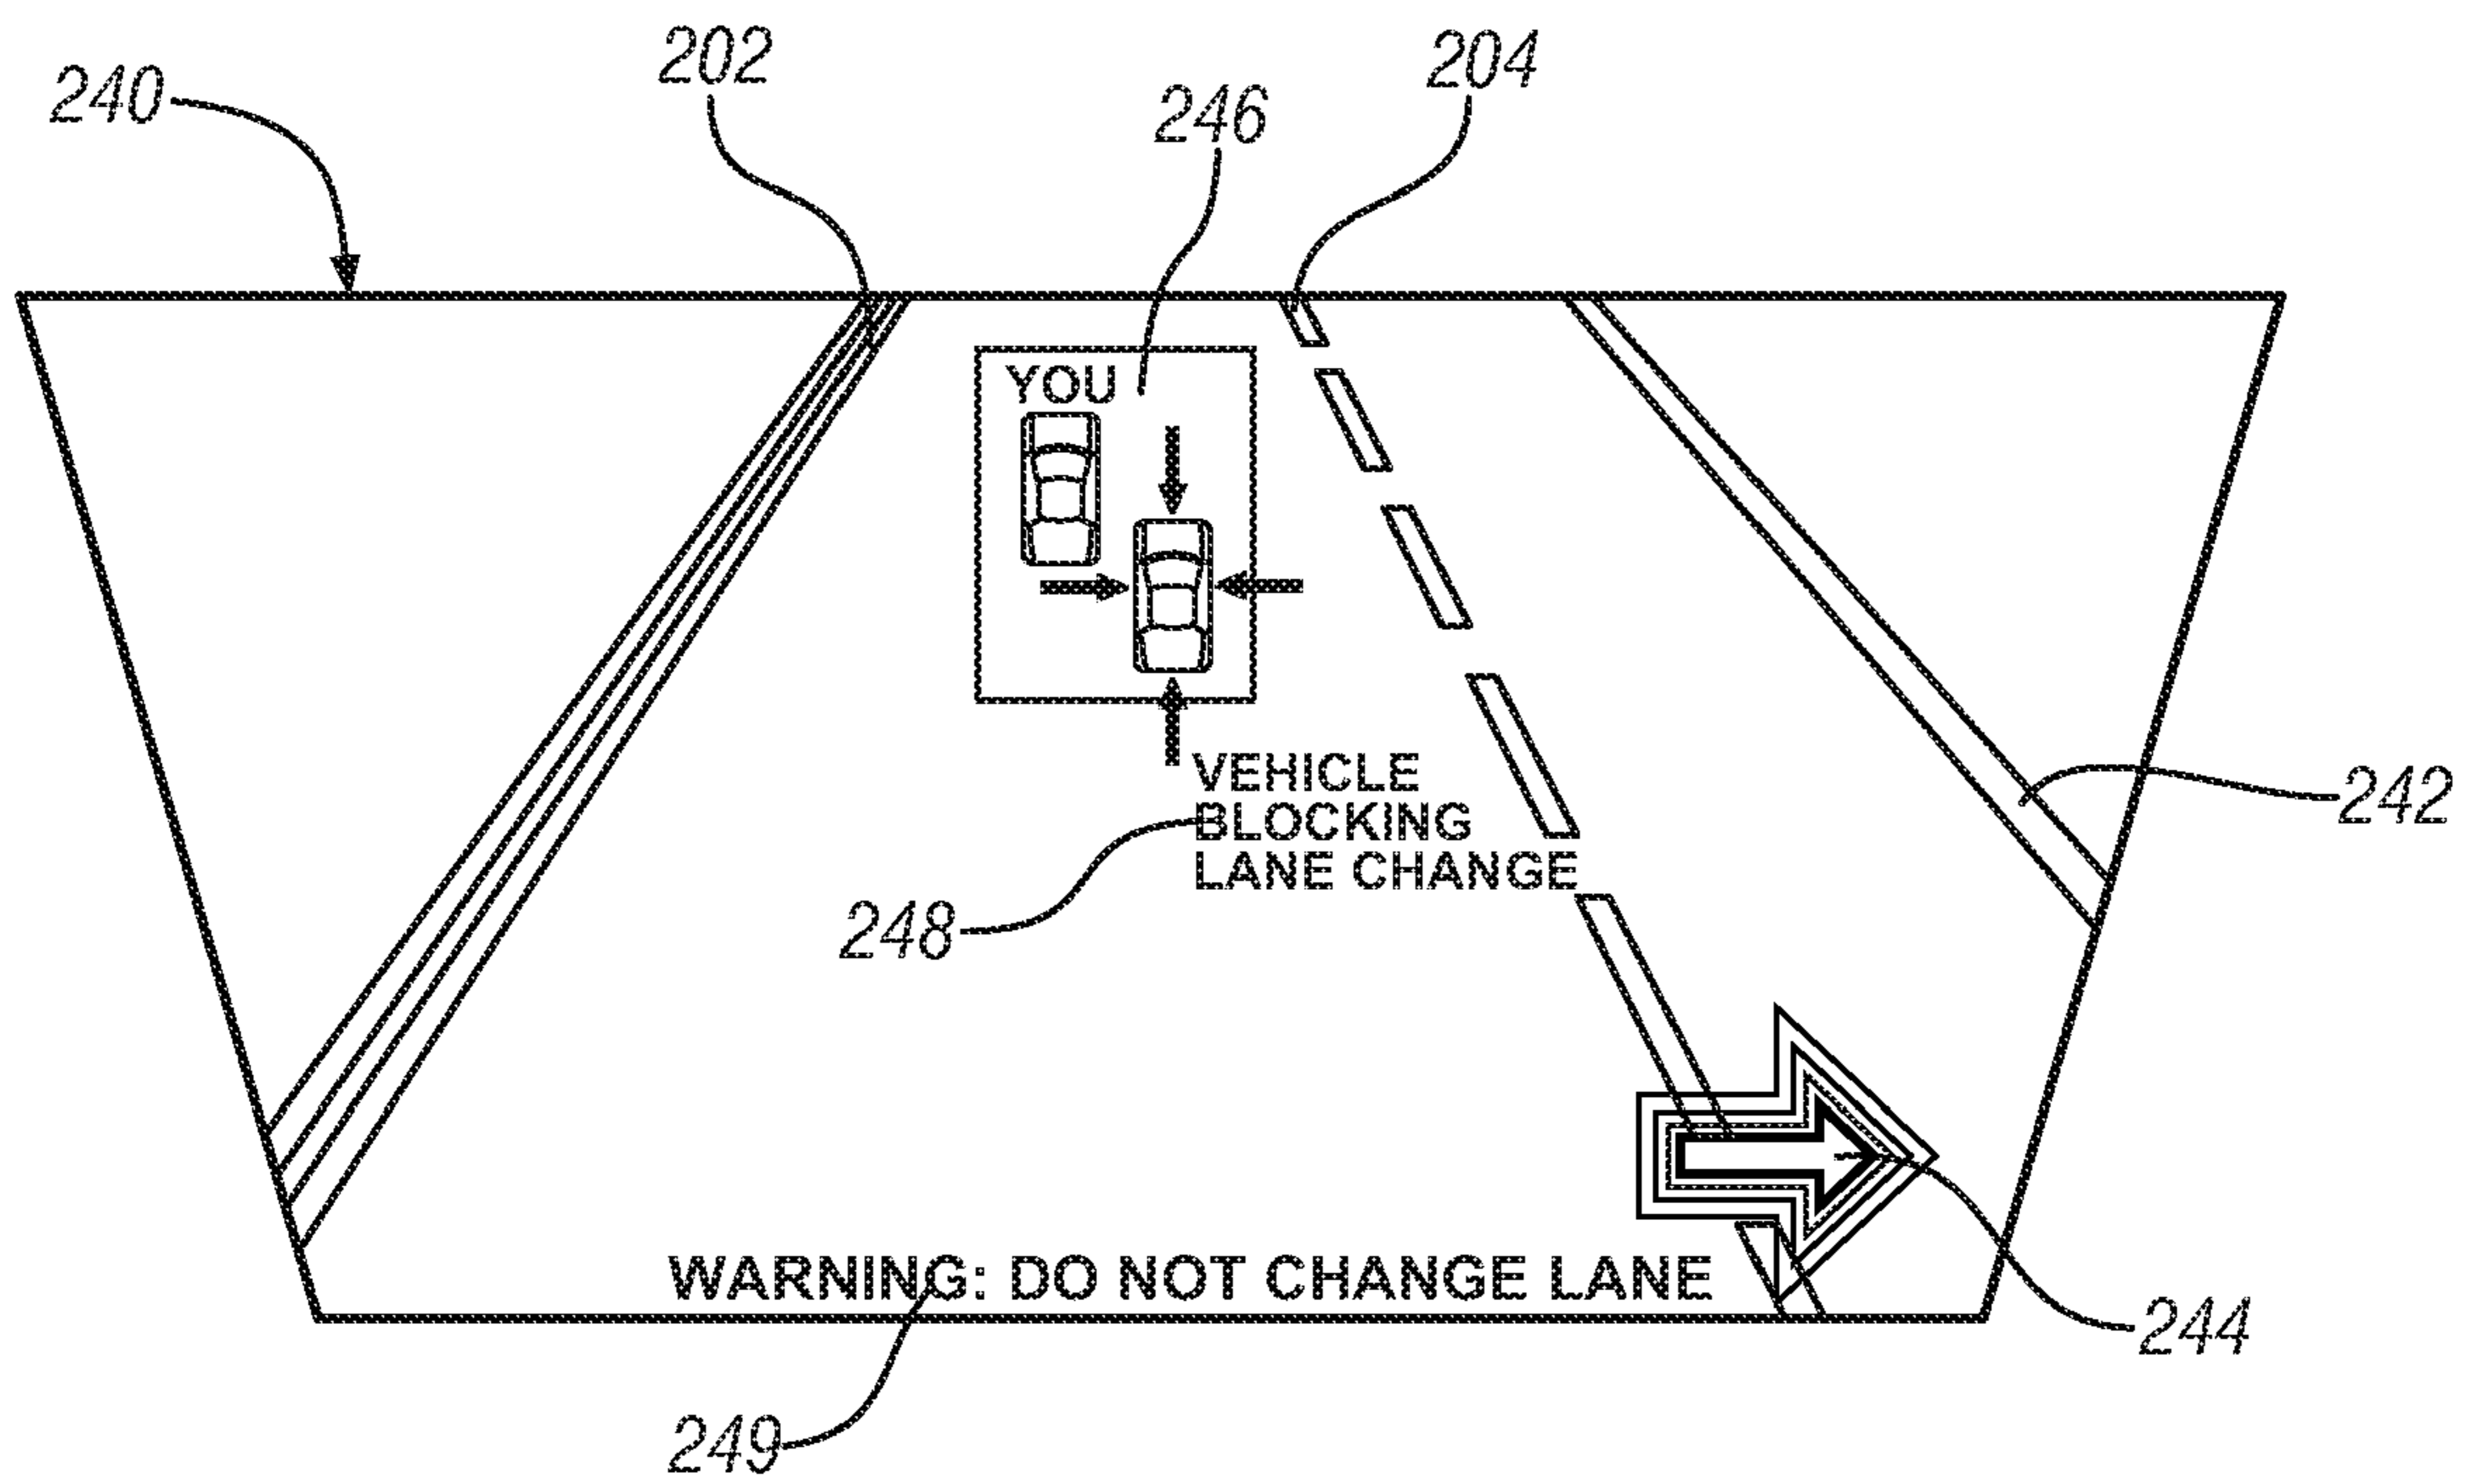 202
204
240
246
YOU
VEHICLE
BLOCKING
LANE CHANGE
242
248
WARNING: DO NOT CHANGE LANE
244
249